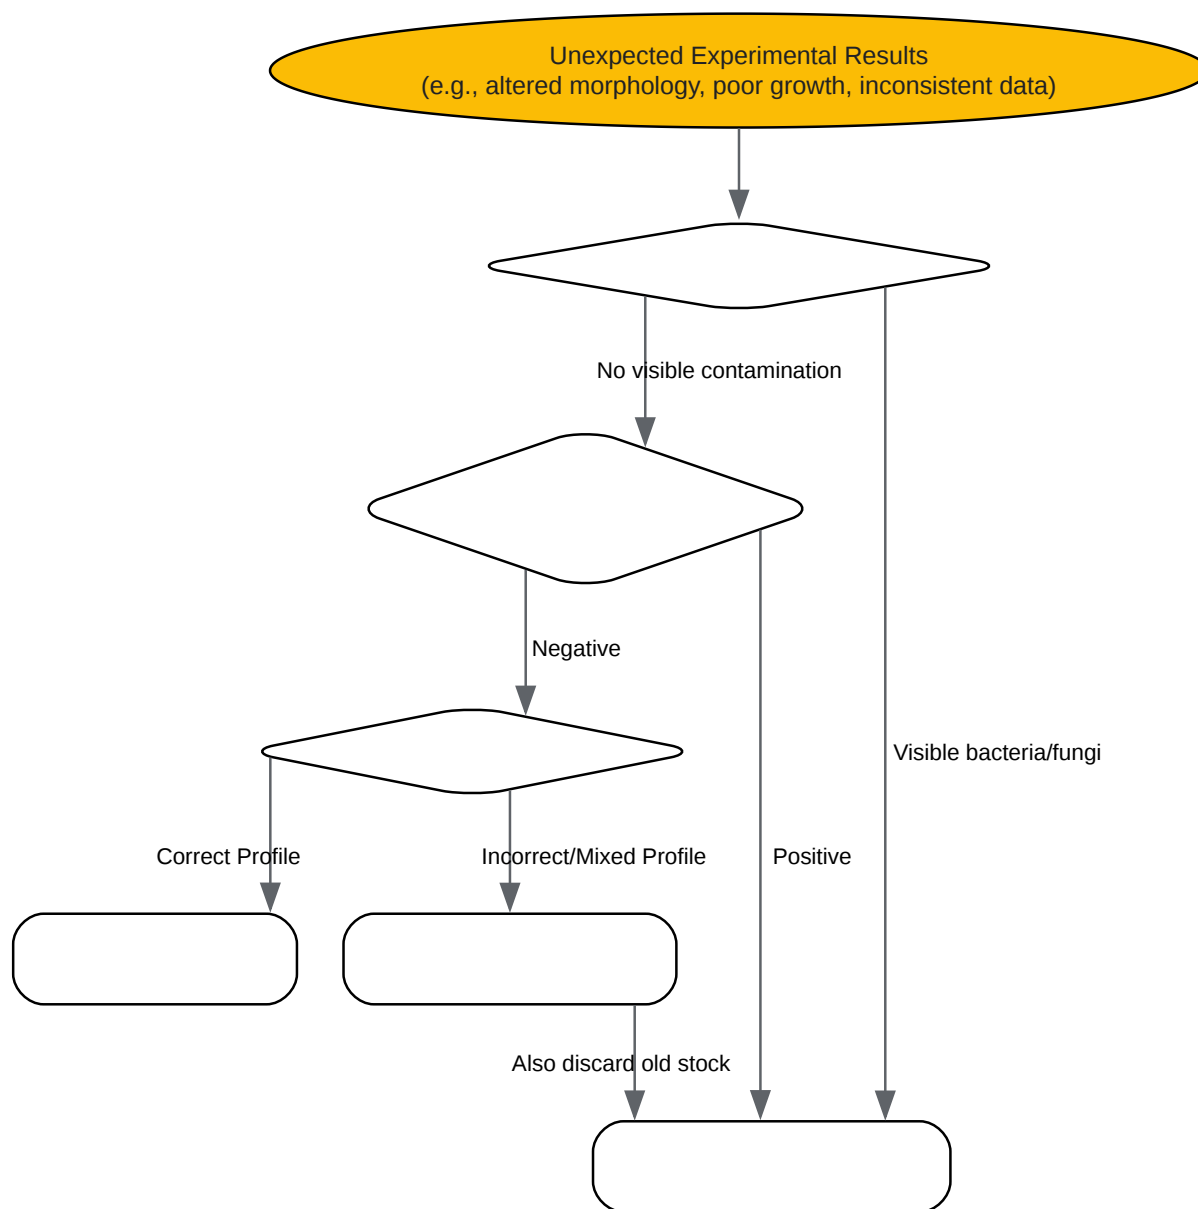 Unexpected Experimental Results
(e.g., altered morphology, poor growth, inconsistent data)
No visible contamination
Negative
Visible bacteria/fungi
Correct Profile
Incorrect/Mixed Profile
Positive
Also discard old stock